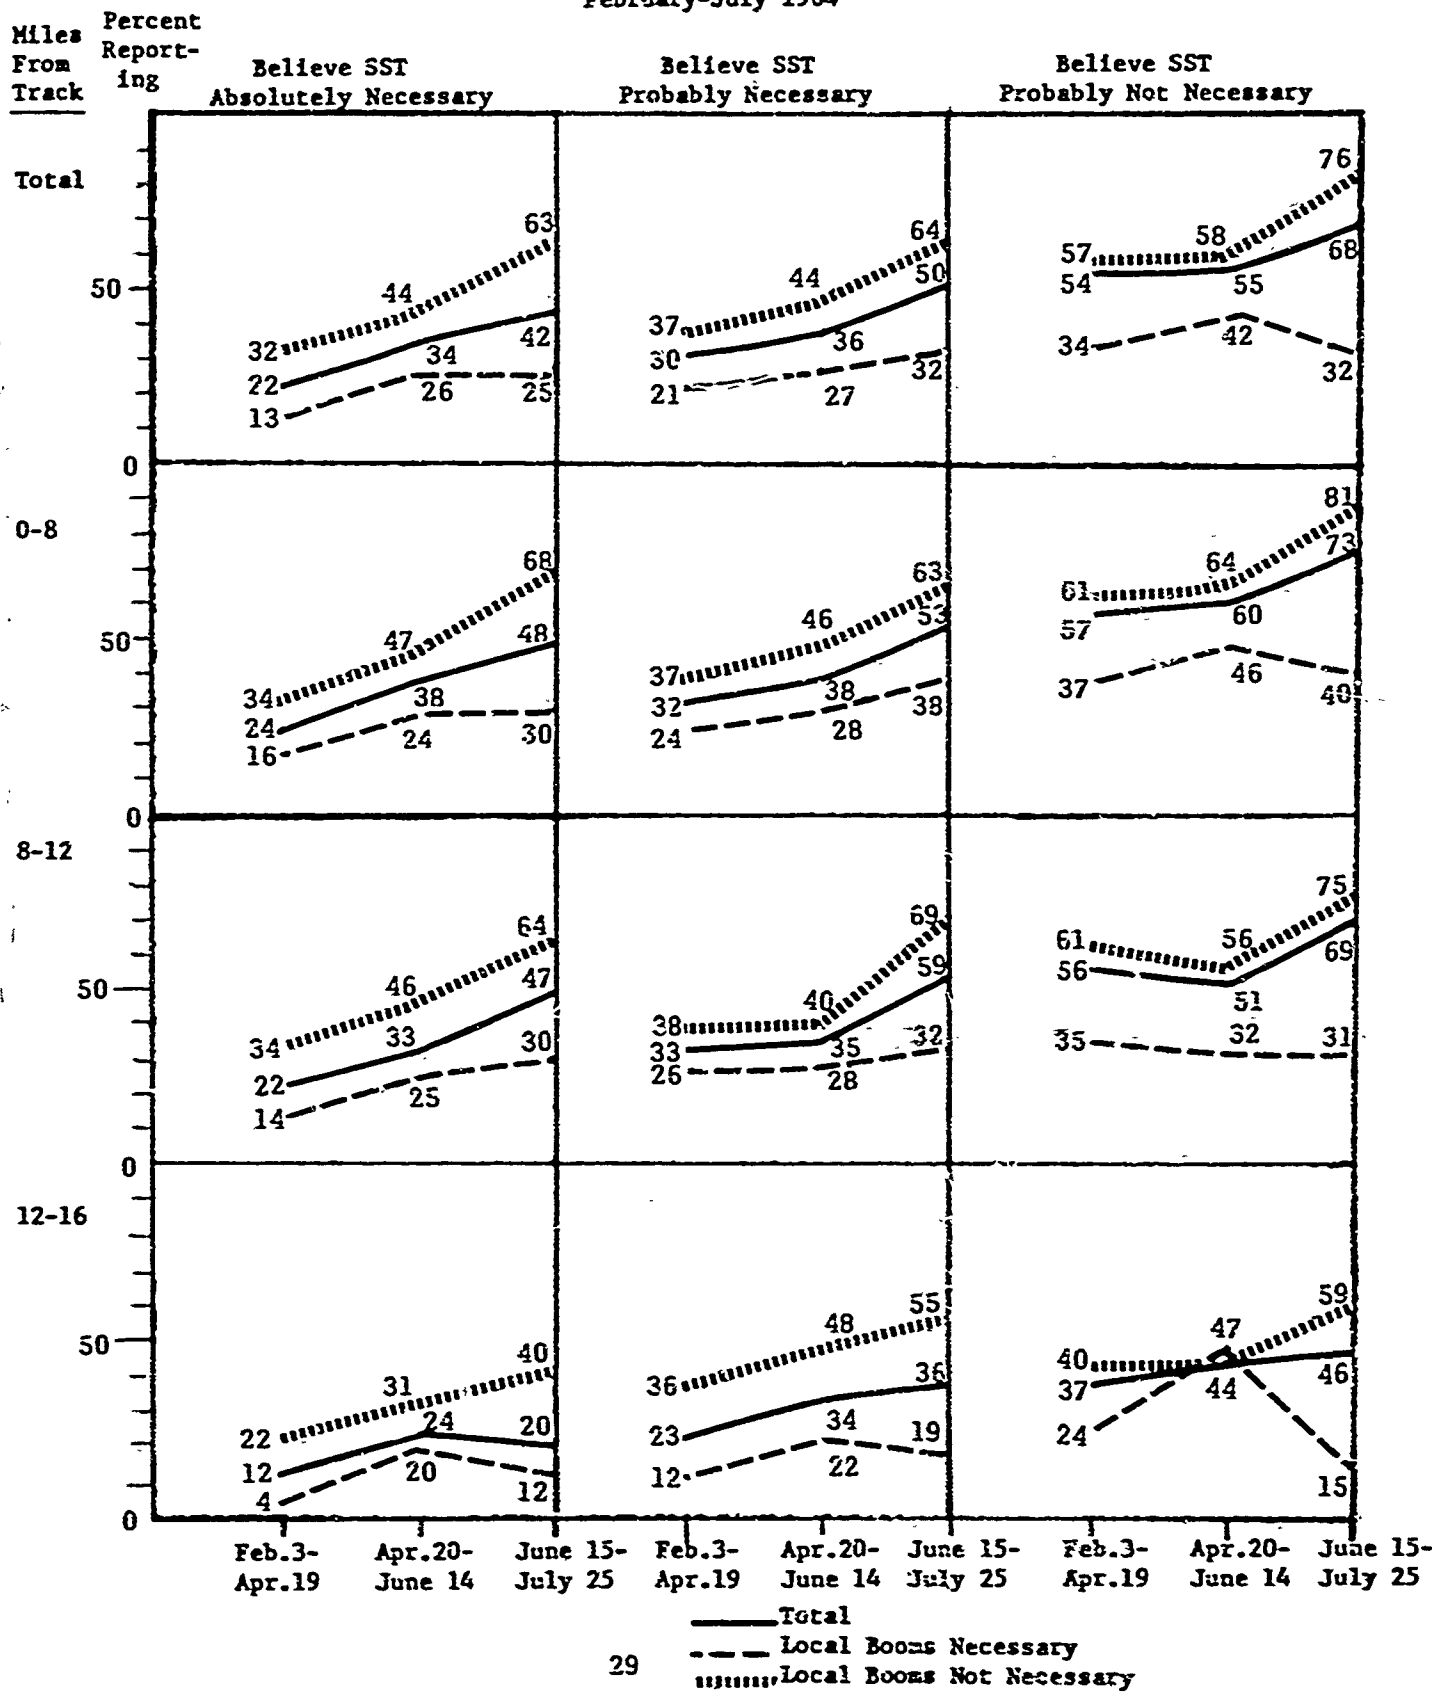 Miles From Track
Percent Report- ing
Believe SST Absolutely Necessary
Believe SST Probably Necessary
Believe SST Probably Not Necessary
Total
50
0
32 44 63
22 34 42
13 26 25
37 44 64
30 36 50
21 27 32
57 58 76
54 55 68
34 42 32
0-8
50
0
34 47 68
24 38 48
16 24 30
37 46 63
32 38 53
24 28 38
61 64 81
57 60 73
37 46 40
8-12
50
0
34 46 64
22 33 47
14 25 30
38 40 69
33 35 59
26 28 32
61 56 75
56 51 69
35 32 31
12-16
50
0
22 31 40
12 24 20
4 20 12
36 48 55
23 34 36
12 22 19
40 47 59
37 44 46
24 15
Feb.3- Apr.20- June 15- Feb.3- Apr.20- June 15- Feb.3- Apr.20- June 15-
Apr.19 June 14 July 25 Apr.19 June 14 July 25 Apr.19 June 14 July 25
Total
Local Booms Necessary
Local Booms Not Necessary
29